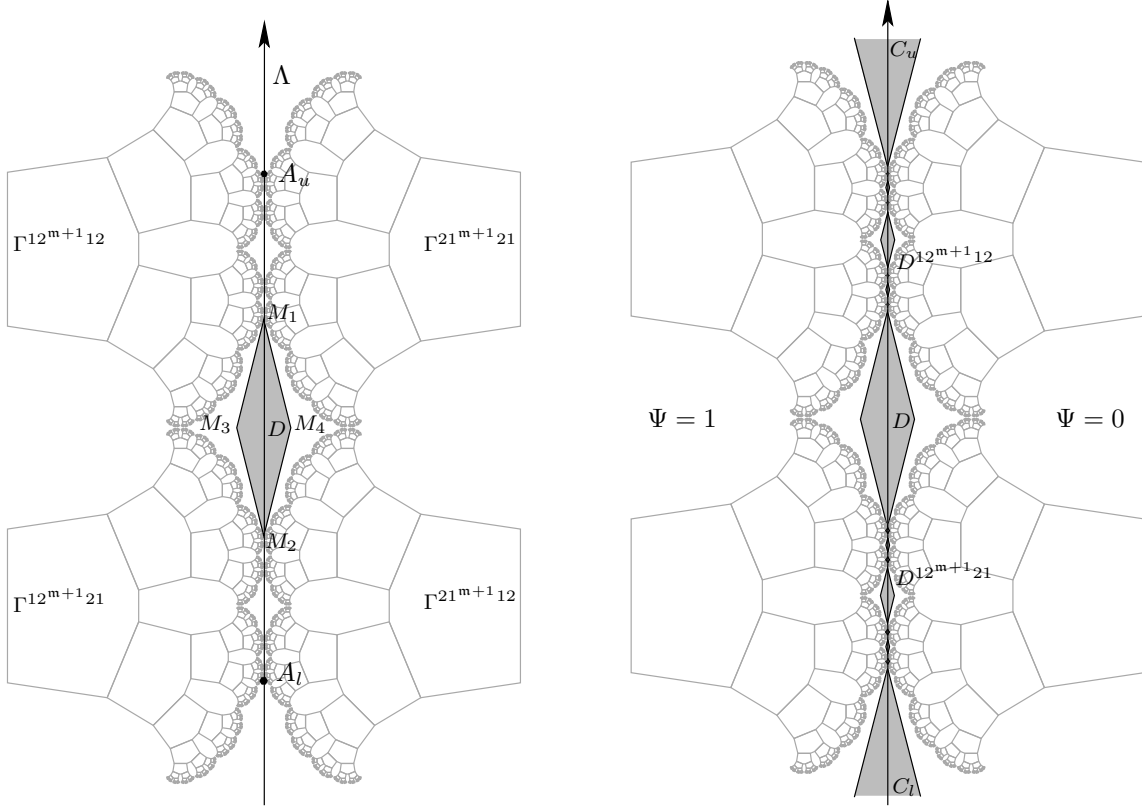 Λ
A_u
Γ^{12^{m+1}12}
Γ^{21^{m+1}21}
M_1
M_3
D
M_4
M_2
Γ^{12^{m+1}21}
Γ^{21^{m+1}12}
A_l
C_u
D^{12^{m+1}12}
Ψ = 1
D
Ψ = 0
D^{12^{m+1}21}
C_l